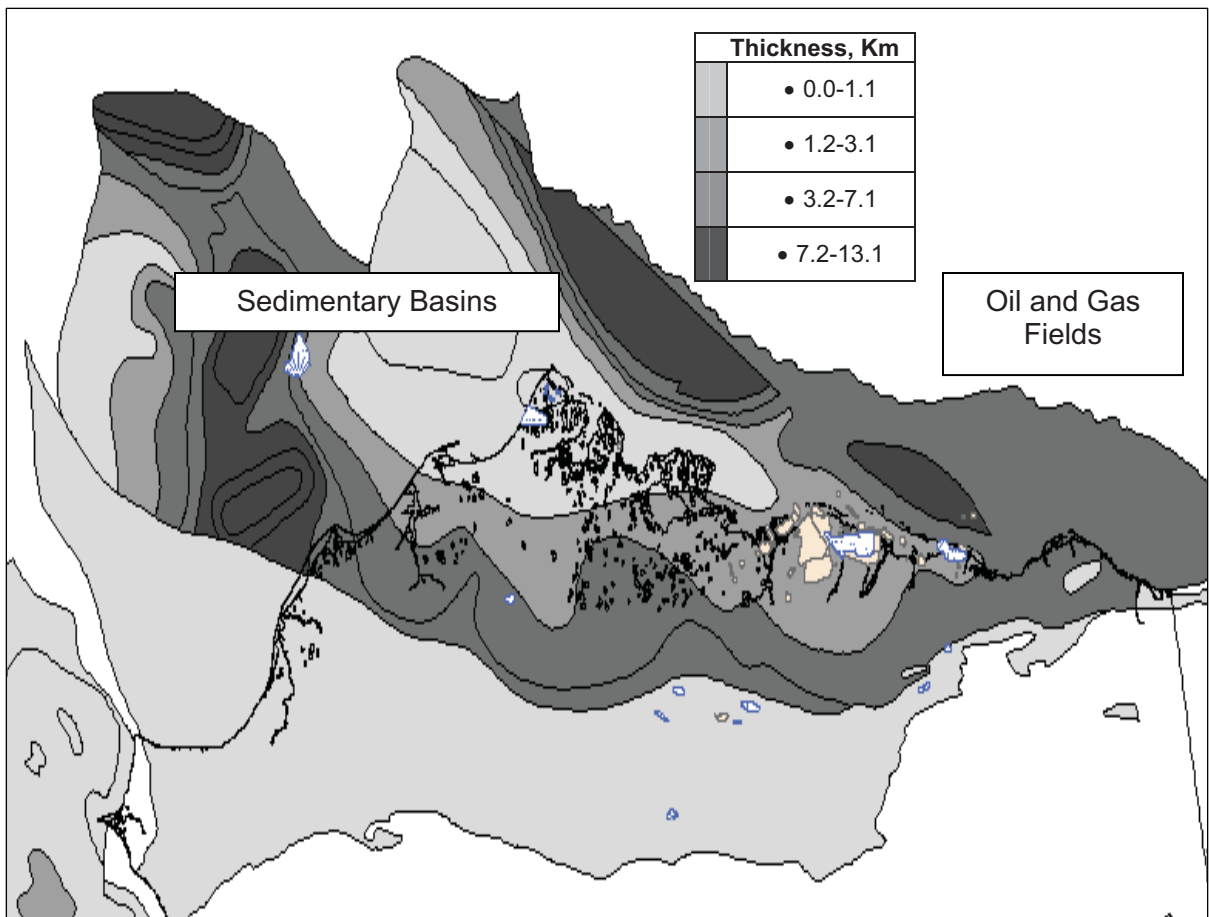 Thickness, Km
• 0.0-1.1
• 1.2-3.1
• 3.2-7.1
• 7.2-13.1
Sedimentary Basins
Oil and Gas
Fields